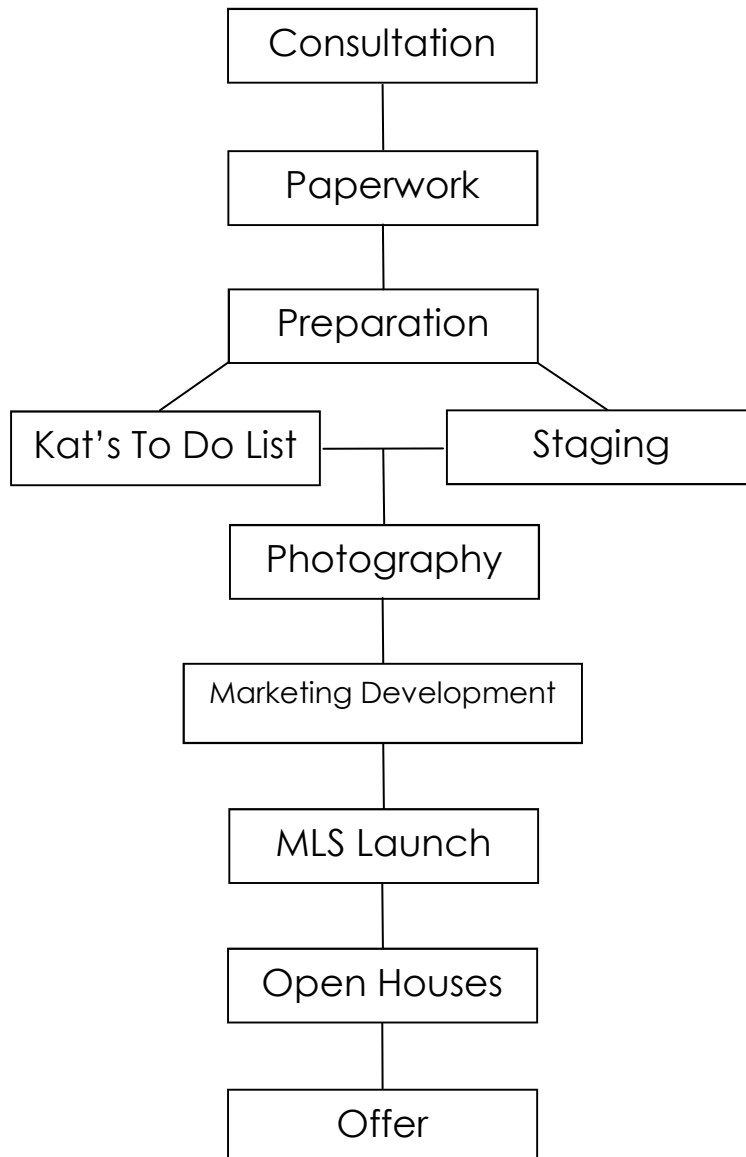 Consultation
Paperwork
Preparation
Kat's To Do List
Staging
Photography
Marketing Development
MLS Launch
Open Houses
Offer